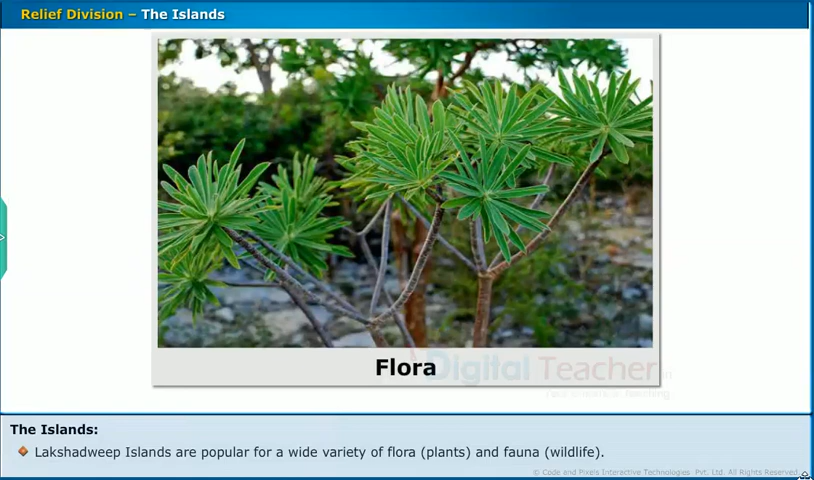 Relief Division – The Islands
Flora
Digital Teacher
The Islands:
Lakshadweep Islands are popular for a wide variety of flora (plants) and fauna (wildlife).
© Code and Pixels Interactive Technologies Pvt. Ltd. All Rights Reserved.